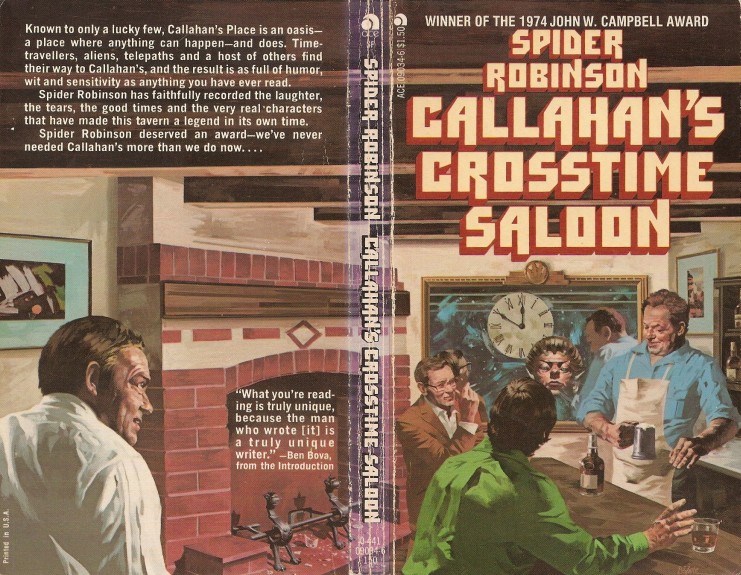 Known to only a lucky few, Callahan's Place is an oasis—
a place where anything can happen—and does. Time-
travellers, aliens, telepaths and a host of others find
their way to Callahan's, and the result is as full of humor,
wit and sensitivity as anything you have ever read.
Spider Robinson has faithfully recorded the laughter,
the tears, the good times and the very real characters
that have made this tavern a legend in its own time.
Spider Robinson deserved an award—we've never
needed Callahan's more than we do now....
"What you're read-
ing is truly unique,
because the man
who wrote [it] is
a truly unique
writer." —Ben Bova,
from the Introduction
Printed in U.S.A.
SF
SPIDER ROBINSON CALLAHAN'S CROSSTIME SALOON
0-441
09034-6
150
ACE 09034-6 $1.50
WINNER OF THE 1974 JOHN W. CAMPBELL AWARD
SPIDER
ROBINSON
CALLAHAN'S
CROSSTIME
SALOON